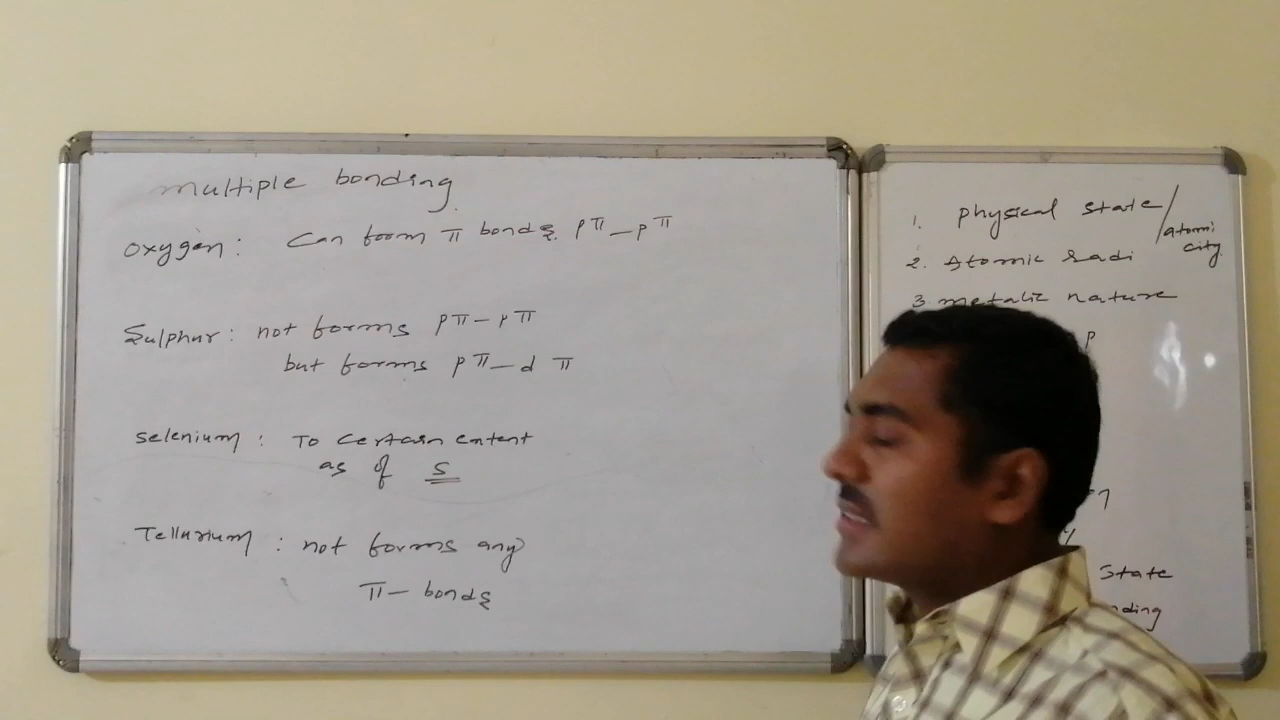 multiple bonding
oxygen: Can form π bonds. pπ-pπ
Sulphur: not forms pπ-pπ
but forms pπ-dπ
Selenium: To certain extent
as of S
Tellurium: not forms any
π-bonds
1. physical state/atomicity
2. Atomic radi
3. metalic nature
p
State
nding